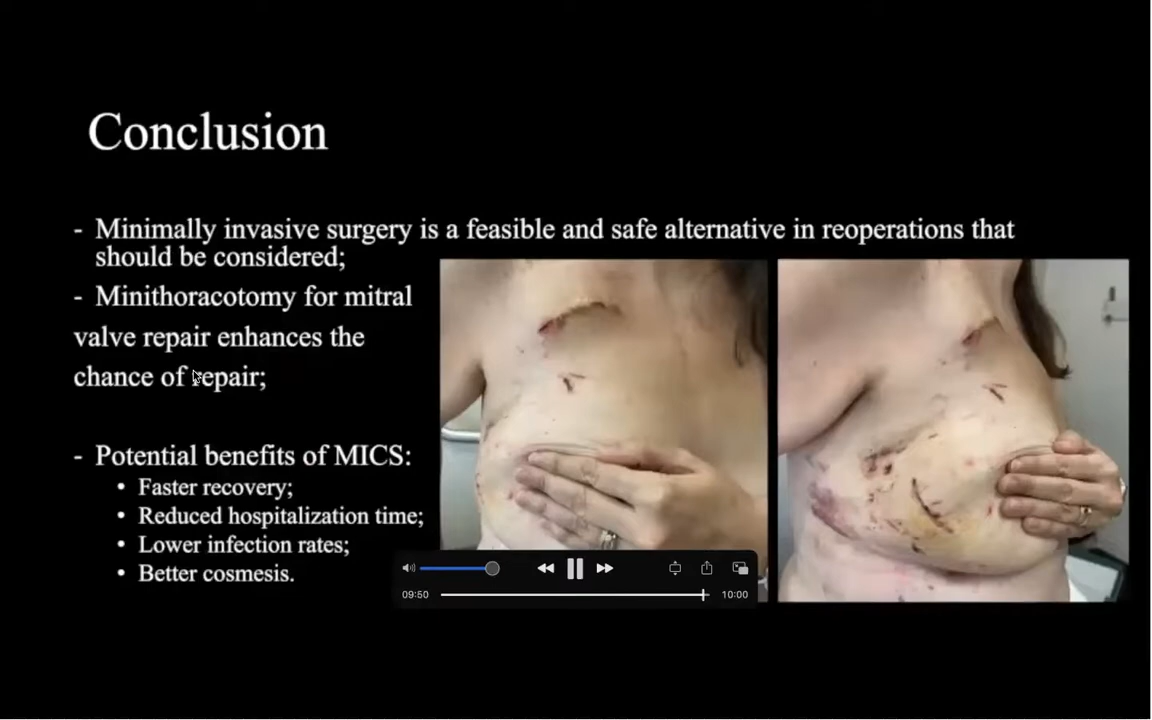 Conclusion
- Minimally invasive surgery is a feasible and safe alternative in reoperations that
should be considered;
- Minithoracotomy for mitral
valve repair enhances the
chance of repair;
- Potential benefits of MICS:
• Faster recovery;
• Reduced hospitalization time;
• Lower infection rates;
• Better cosmesis.
09:50
10:00